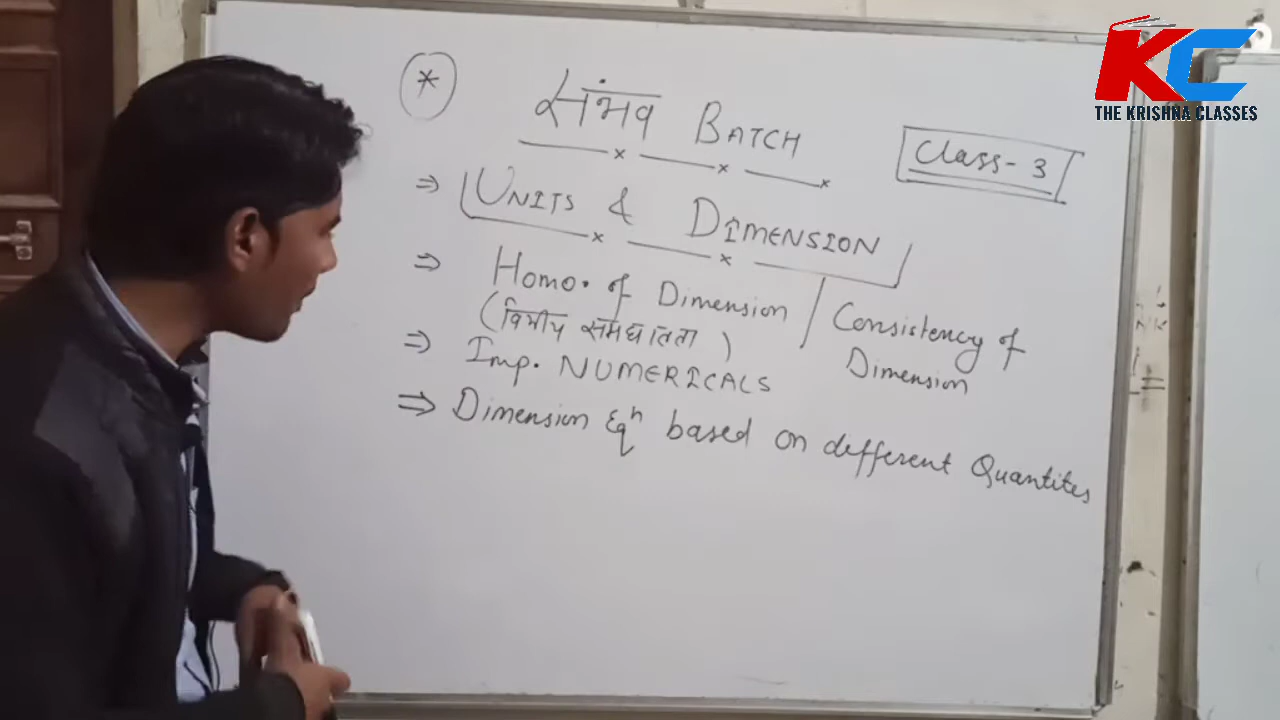 KC
THE KRISHNA CLASSES
* संभव BATCH
Class-3
⇒ UNITS & DIMENSION
⇒ Homo. of Dimension / Consistency of Dimension
(विमीय समघातता)
⇒ Imp. NUMERICALS
⇒ Dimension Eqⁿ based on different Quantites